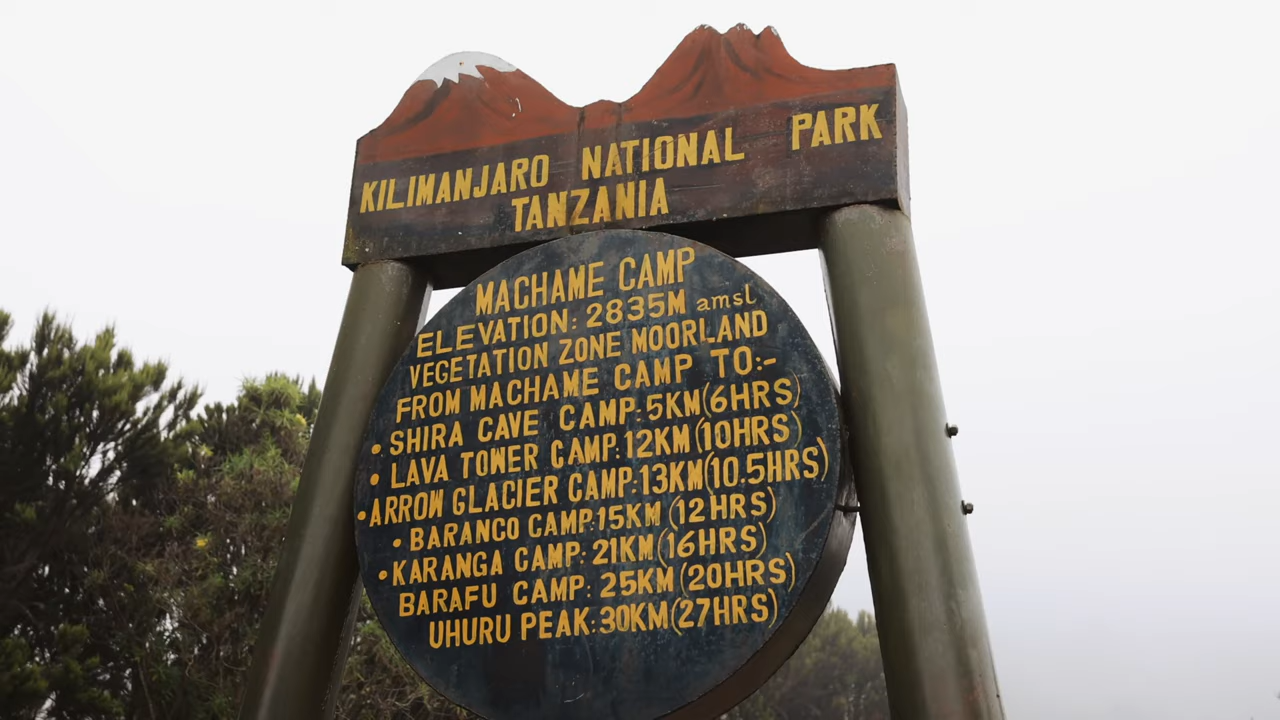 KILIMANJARO NATIONAL PARK
TANZANIA
MACHAME CAMP
ELEVATION: 2835M amsl
VEGETATION ZONE MOORLAND
FROM MACHAME CAMP TO:-
• SHIRA CAVE CAMP:5KM(6HRS)
• LAVA TOWER CAMP:12KM(10HRS)
•ARROW GLACIER CAMP:13KM(10.5HRS)
• BARANCO CAMP:15KM (12HRS)
•KARANGA CAMP: 21KM(16HRS)
BARAFU CAMP: 25KM(20HRS)
UHURU PEAK:30KM(27HRS)